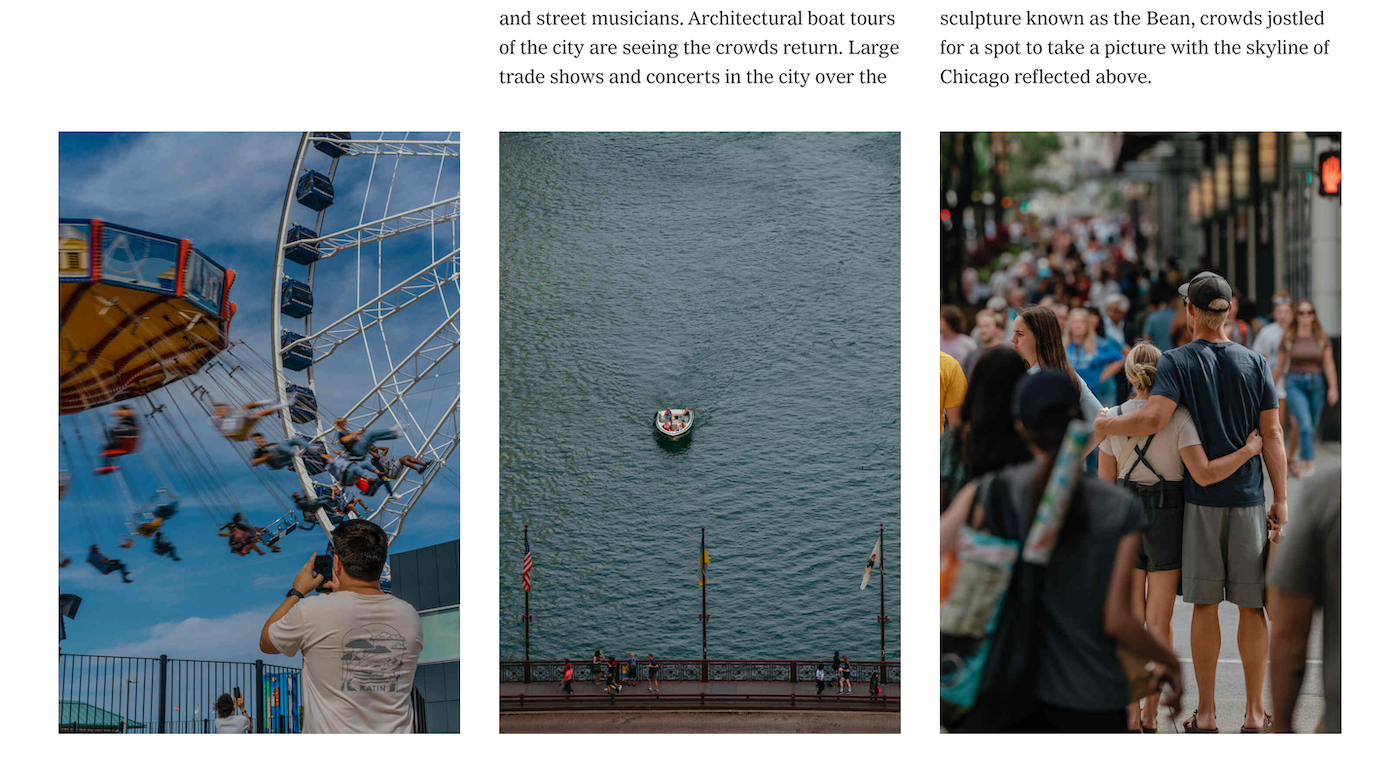 and street musicians. Architectural boat tours
of the city are seeing the crowds return. Large
trade shows and concerts in the city over the
sculpture known as the Bean, crowds jostled
for a spot to take a picture with the skyline of
Chicago reflected above.